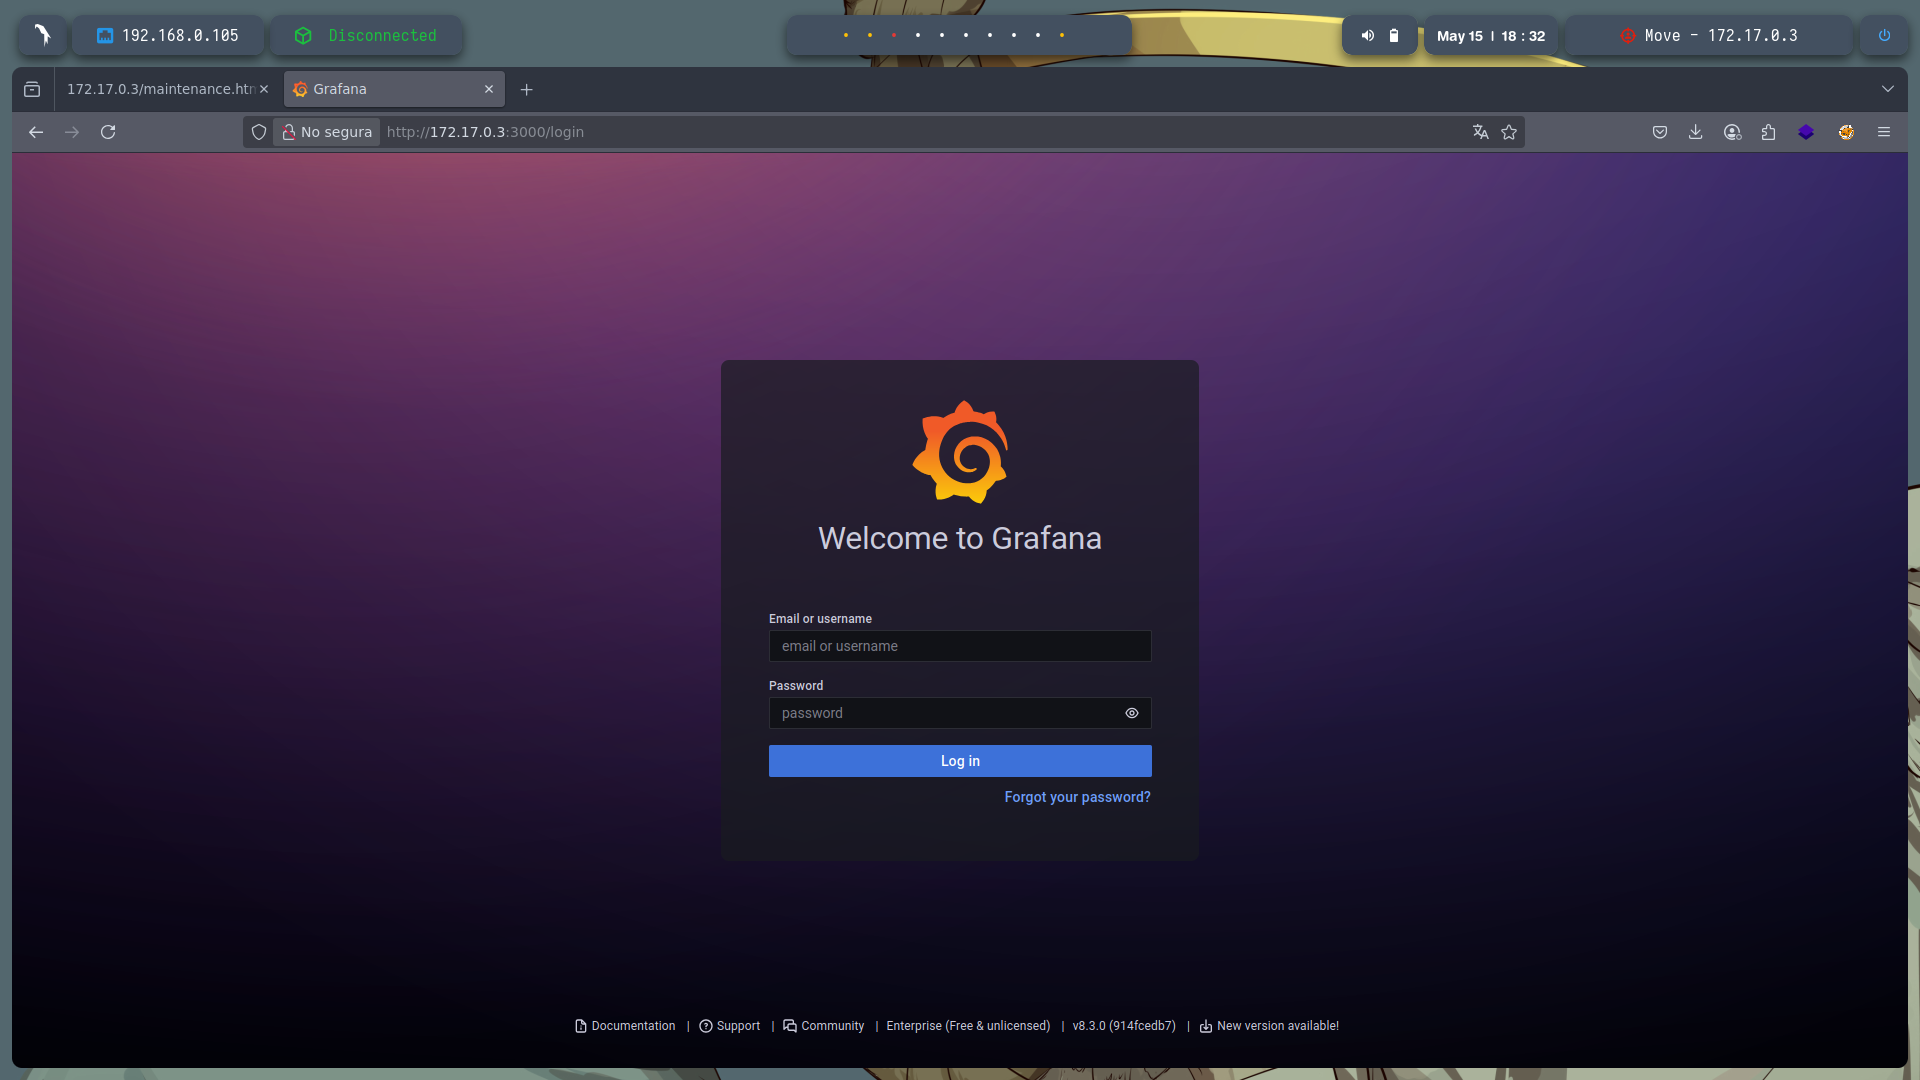 192.168.0.105
Disconnected
May 15 | 18 : 32
Move - 172.17.0.3
172.17.0.3/maintenance.htm
Grafana
No segura
http://172.17.0.3:3000/login
Welcome to Grafana
Email or username
email or username
Password
password
Log in
Forgot your password?
Documentation | Support | Community | Enterprise (Free & unlicensed) | v8.3.0 (914fcedb7) | New version available!